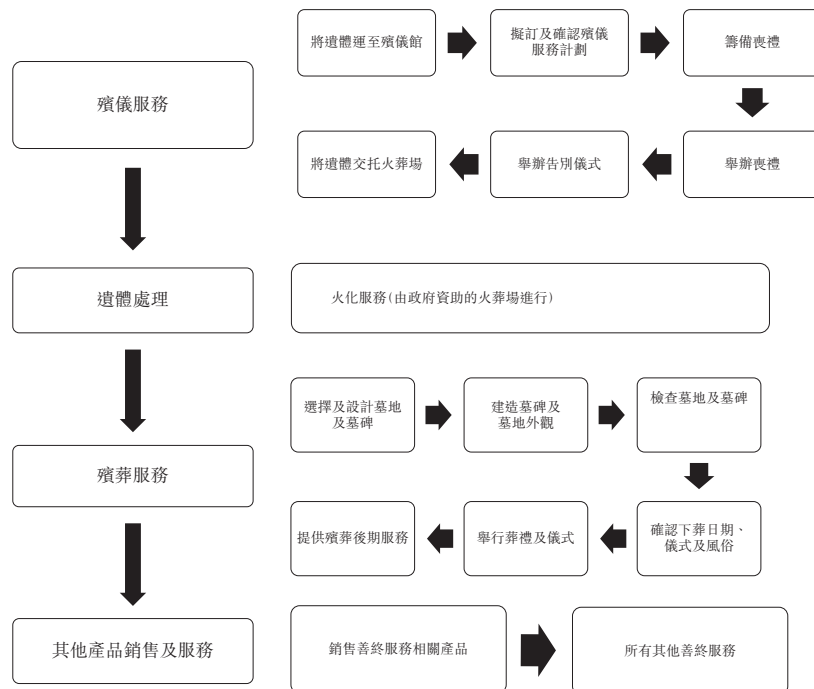 殯儀服務
將遺體運至殯儀館
擬訂及確認殯儀
服務計劃
籌備喪禮
將遺體交托火葬場
舉辦告別儀式
舉辦喪禮
遺體處理
火化服務(由政府資助的火葬場進行)
殯葬服務
選擇及設計墓地
及墓碑
建造墓碑及
墓地外觀
檢查墓地及墓碑
提供殯葬後期服務
舉行葬禮及儀式
確認下葬日期、
儀式及風俗
其他產品銷售及服務
銷售善終服務相關產品
所有其他善終服務